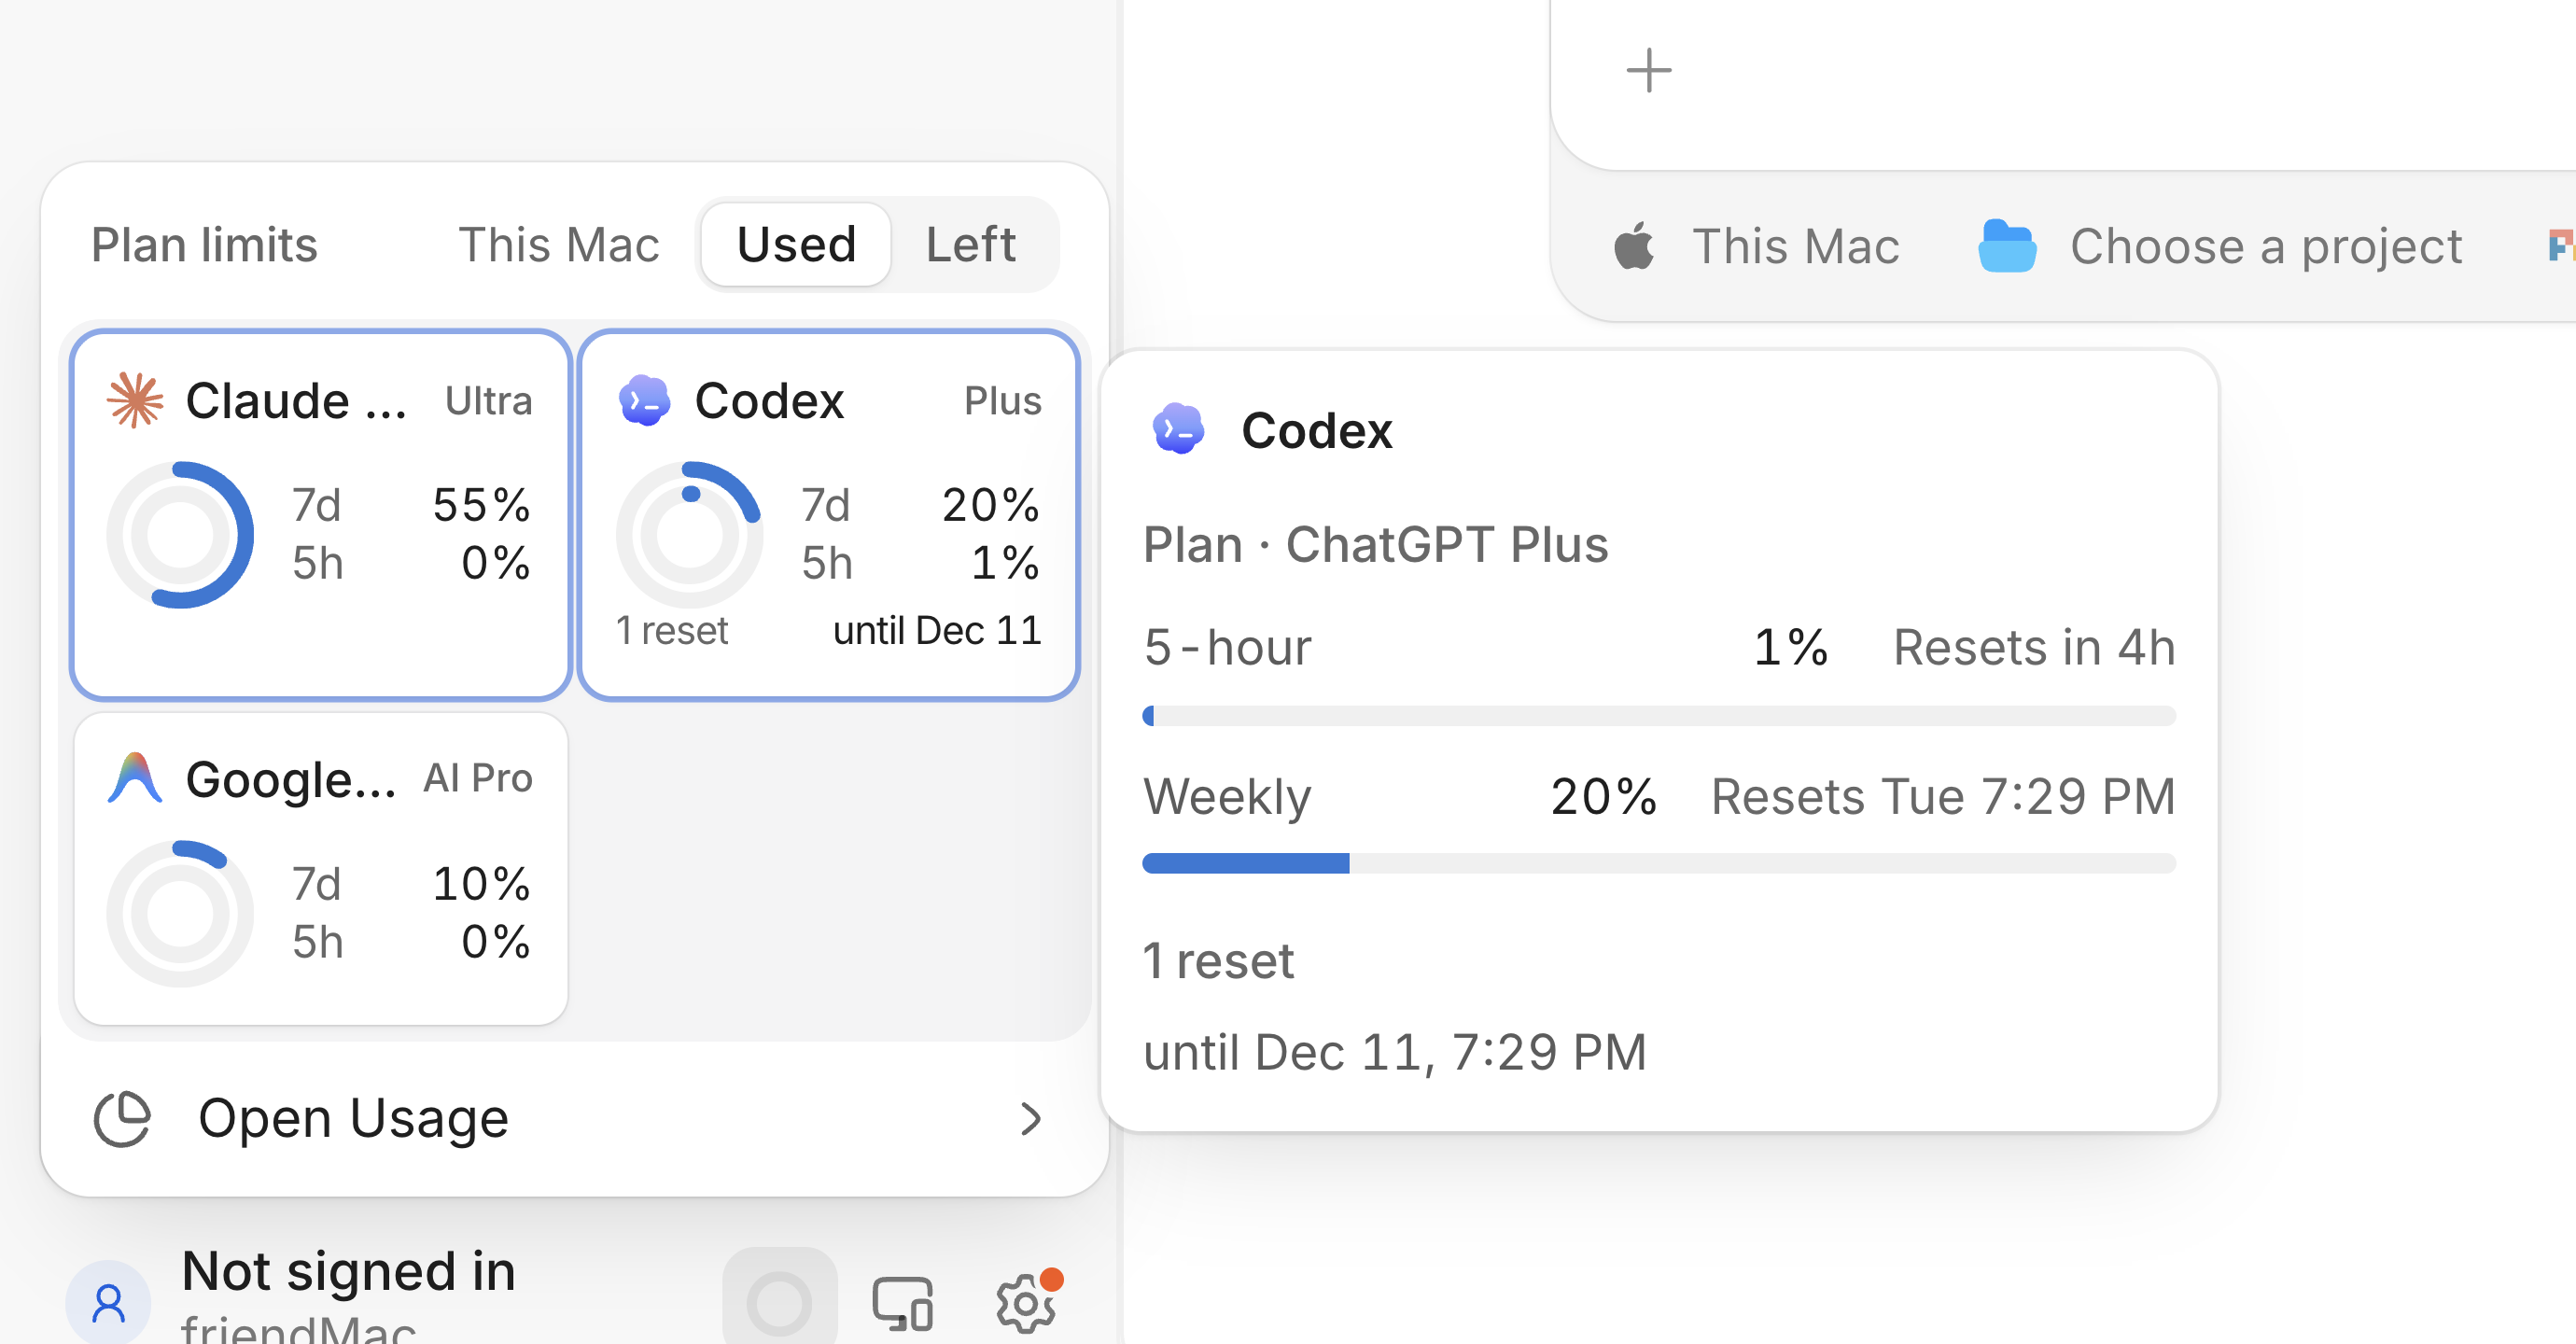 Plan limits This Mac Used Left
Claude ... Ultra
7d 55%
5h 0%
Codex Plus
7d 20%
5h 1%
1 reset until Dec 11
Google... AI Pro
7d 10%
5h 0%
Open Usage
Not signed in
friendMac
This Mac Choose a project
Codex
Plan · ChatGPT Plus
5-hour 1% Resets in 4h
Weekly 20% Resets Tue 7:29 PM
1 reset
until Dec 11, 7:29 PM